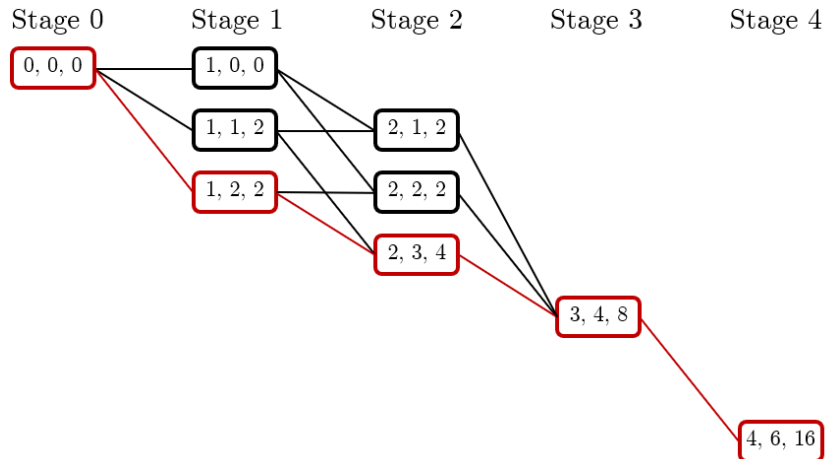 Stage 0 Stage 1 Stage 2 Stage 3 Stage 4
0, 0, 0 1, 0, 0
1, 1, 2 2, 1, 2
1, 2, 2 2, 2, 2
2, 3, 4
3, 4, 8
4, 6, 16